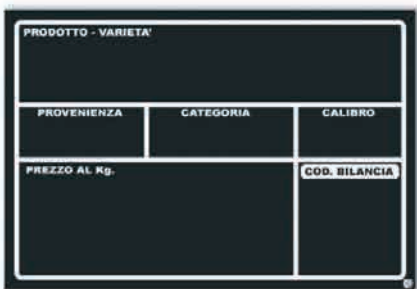 PRODOTTO - VARIETA'
PROVENIENZA CATEGORIA CALIBRO
PREZZO AL Kg. COD. BILANCIA